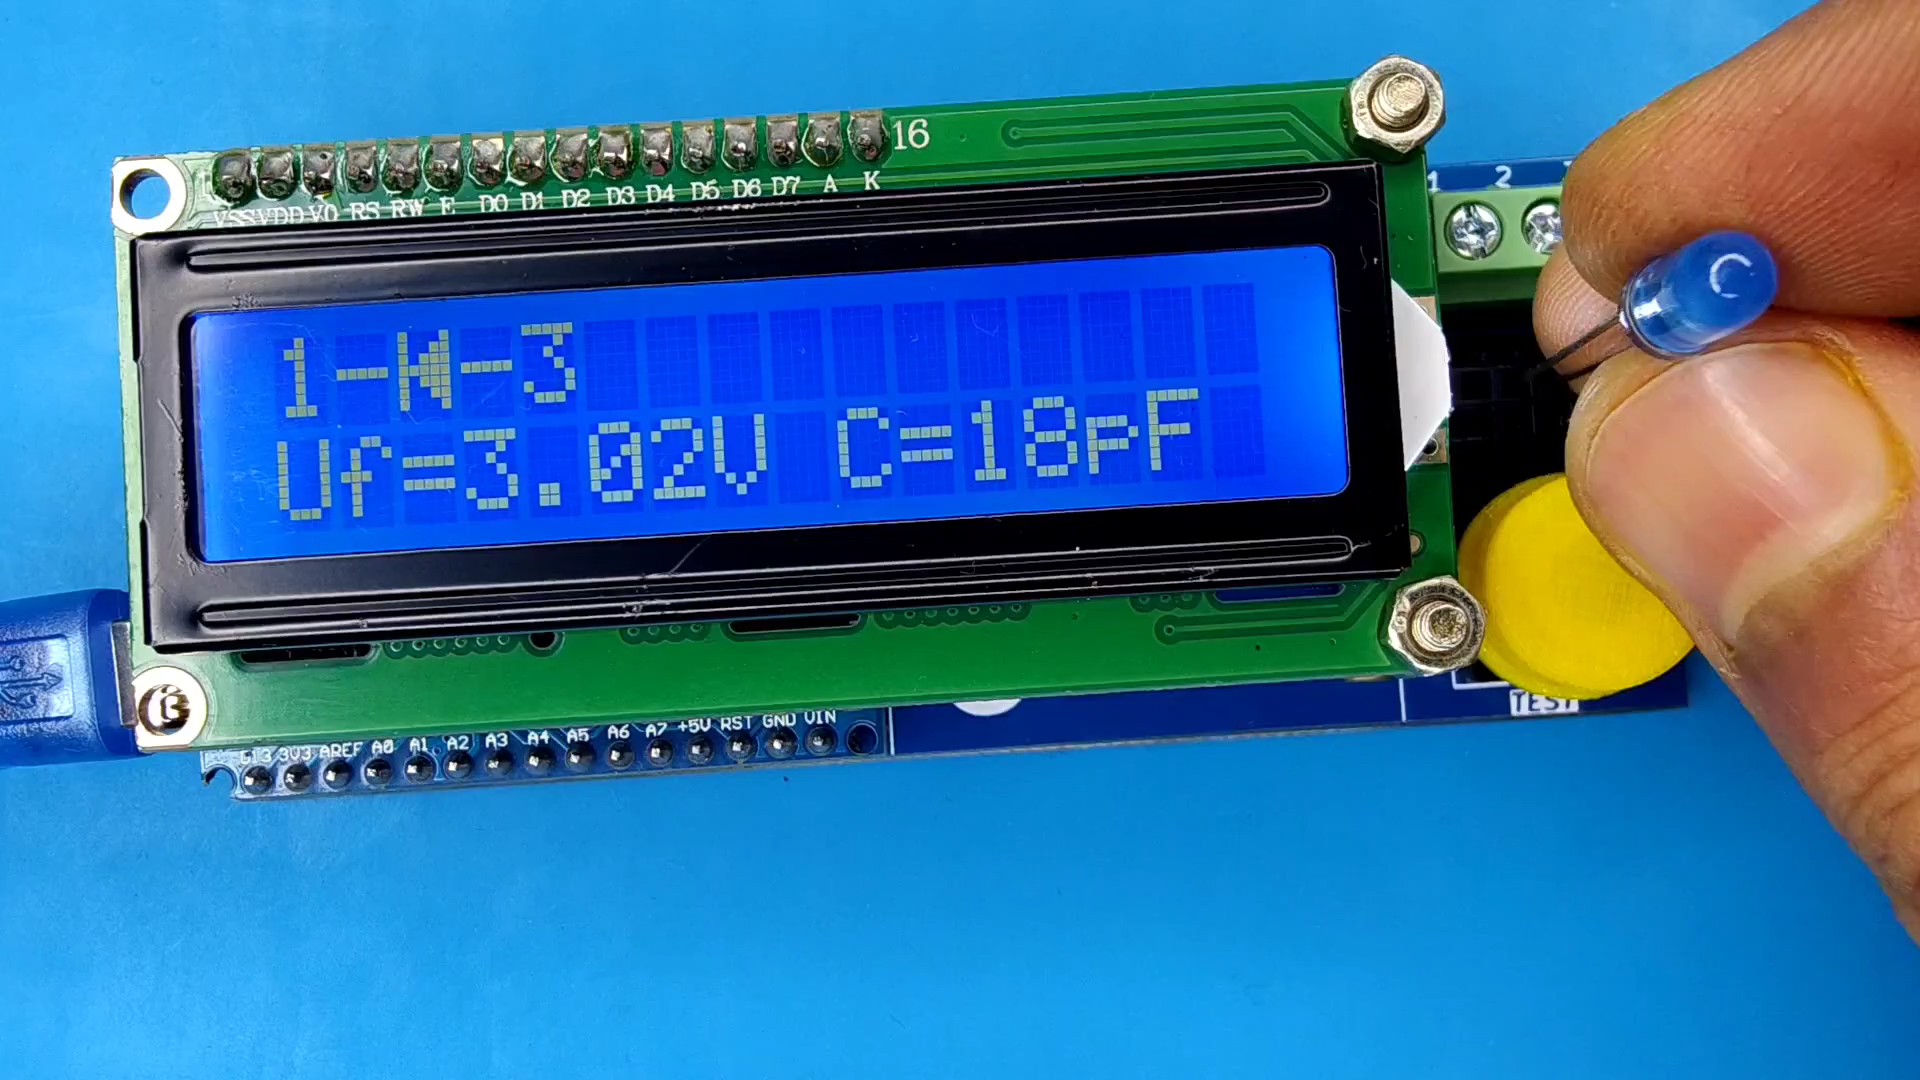 16
VSS VDD V0 RS RW E D0 D1 D2 D3 D4 D5 D6 D7 A K
1 2
1-|◀-3
Uf=3.02V C=18pF
TEST
3V3 AREF A0 A1 A2 A3 A4 A5 A6 A7 +5V RST GND VIN